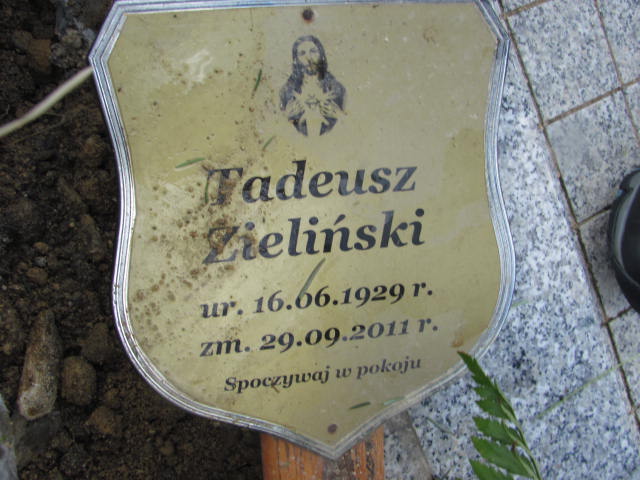 Tadeusz
Zieliński
ur. 16.06.1929 r.
zm. 29.09.2011 r.
Spoczywaj w pokoju